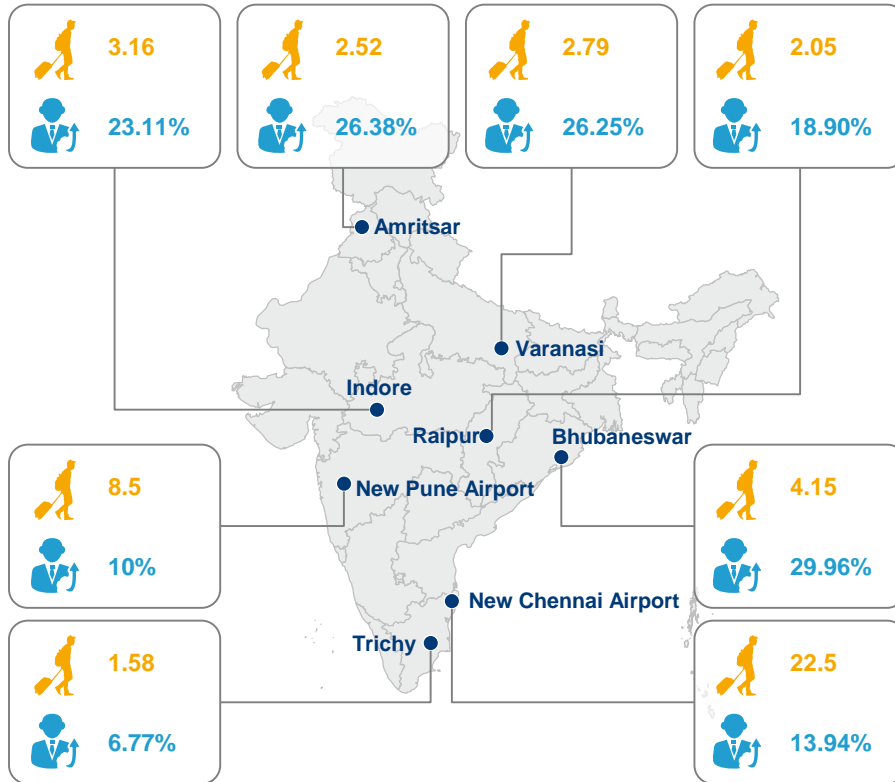 3.16
23.11%
2.52
26.38%
2.79
26.25%
2.05
18.90%
Amritsar
Varanasi
Indore
Raipur
Bhubaneswar
8.5
10%
New Pune Airport
4.15
29.96%
New Chennai Airport
Trichy
1.58
6.77%
22.5
13.94%